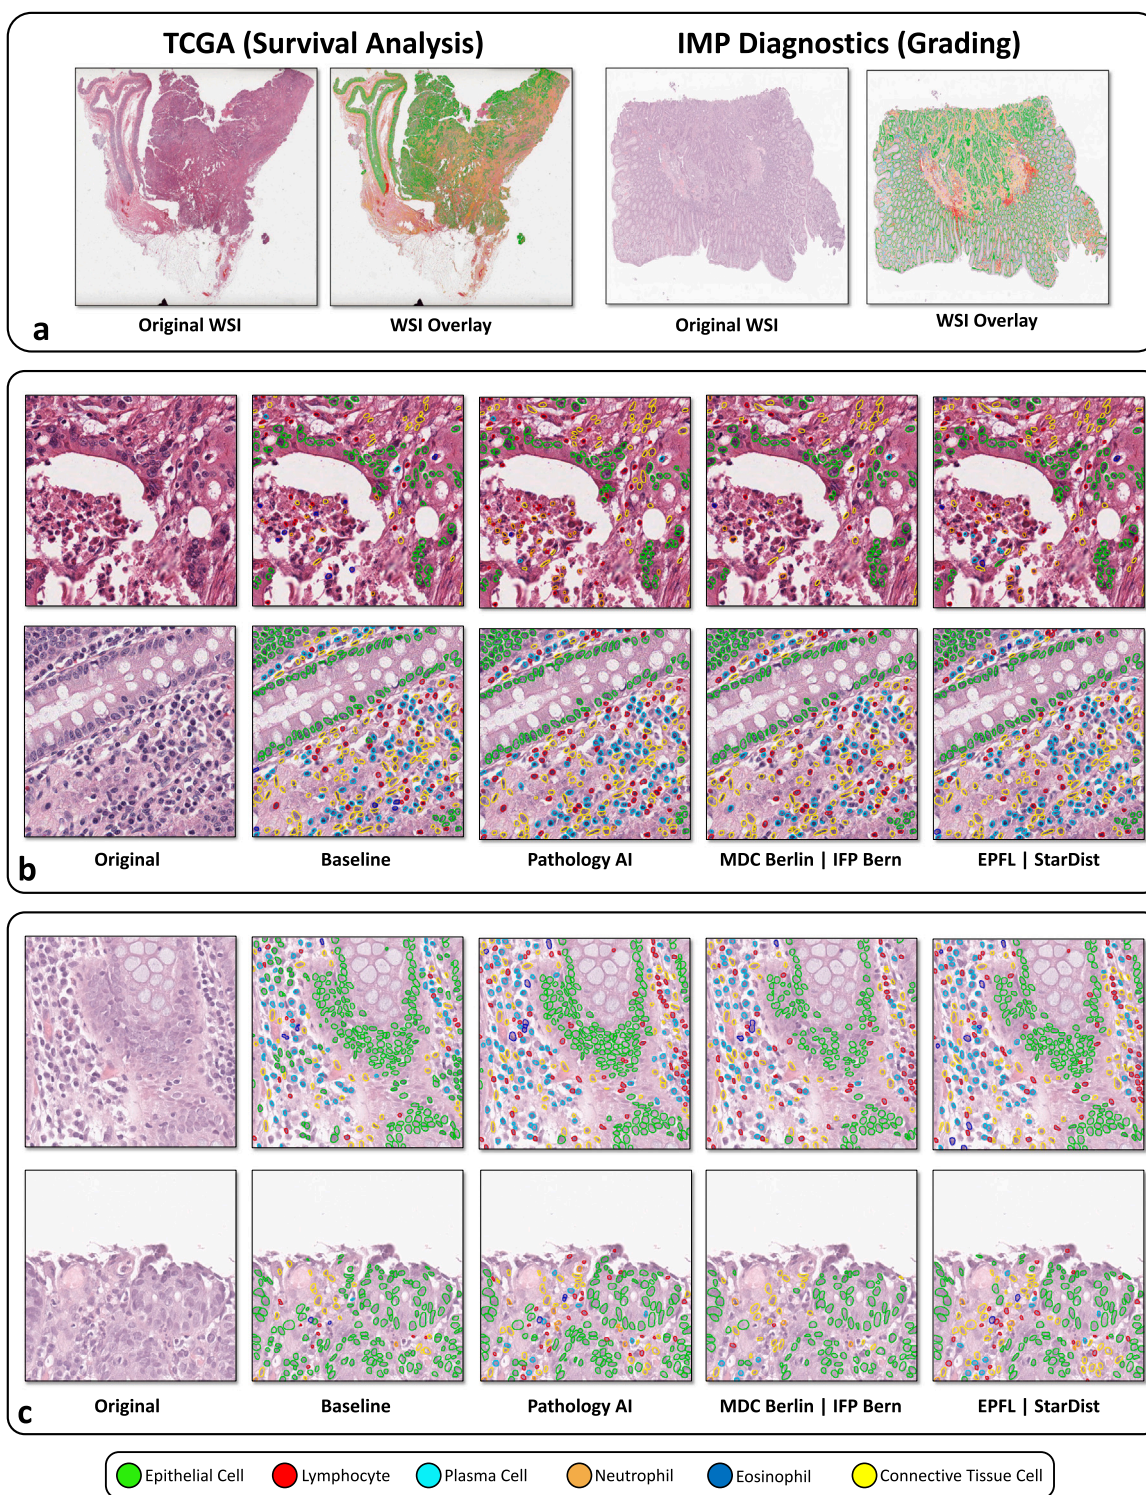 TCGA (Survival Analysis)
IMP Diagnostics (Grading)
Original WSI
WSI Overlay
Original WSI
WSI Overlay
a
Original
Baseline
Pathology AI
MDC Berlin | IFP Bern
EPFL | StarDist
b
Original
Baseline
Pathology AI
MDC Berlin | IFP Bern
EPFL | StarDist
c
Epithelial Cell
Lymphocyte
Plasma Cell
Neutrophil
Eosinophil
Connective Tissue Cell